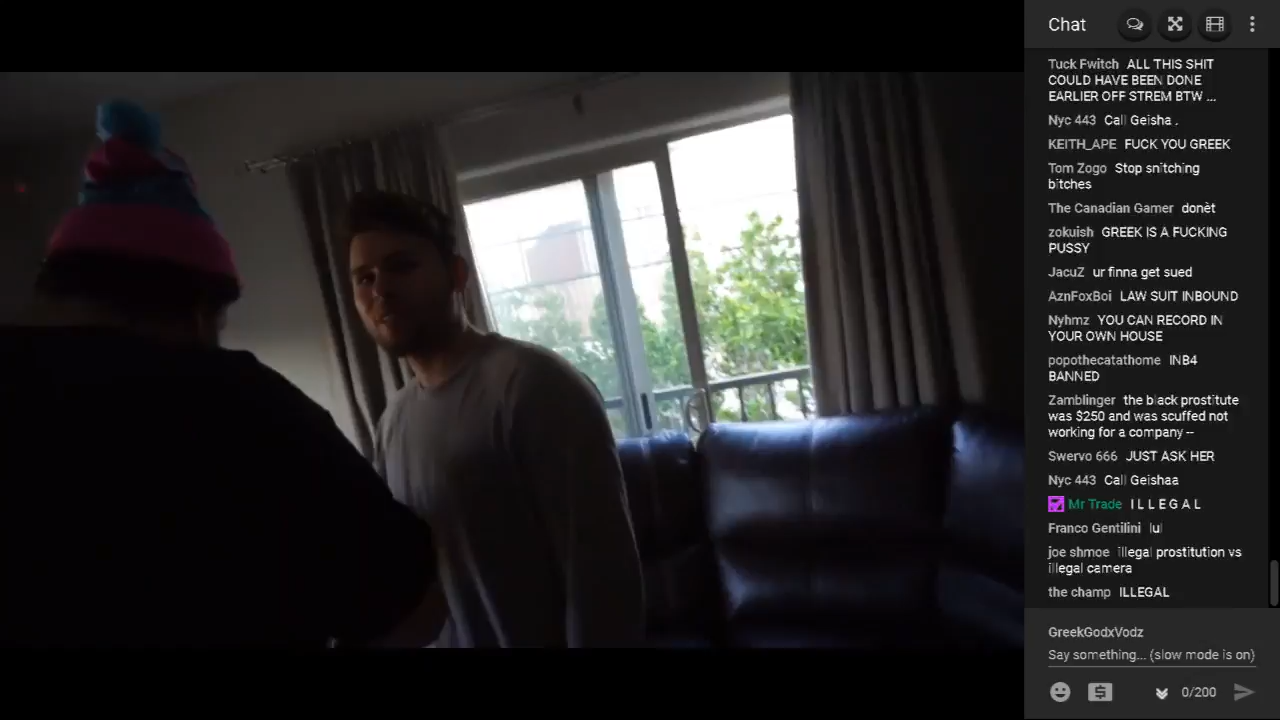 Chat
Tuck Fwitch ALL THIS SHIT
COULD HAVE BEEN DONE
EARLIER OFF STREM BTW ...
Nyc 443 Call Geisha .
KEITH_APE FUCK YOU GREEK
Tom Zogo Stop snitching
bitches
The Canadian Gamer donèt
zokuish GREEK IS A FUCKING
PUSSY
JacuZ ur finna get sued
AznFoxBoi LAW SUIT INBOUND
Nyhmz YOU CAN RECORD IN
YOUR OWN HOUSE
popothecatathome INB4
BANNED
Zamblinger the black prostitute
was $250 and was scuffed not
working for a company --
Swervo 666 JUST ASK HER
Nyc 443 Call Geishaa
Mr Trade I L L E G A L
Franco Gentilini lul
joe shmoe illegal prostitution vs
illegal camera
the champ ILLEGAL
GreekGodxVodz
Say something... (slow mode is on)
0/200